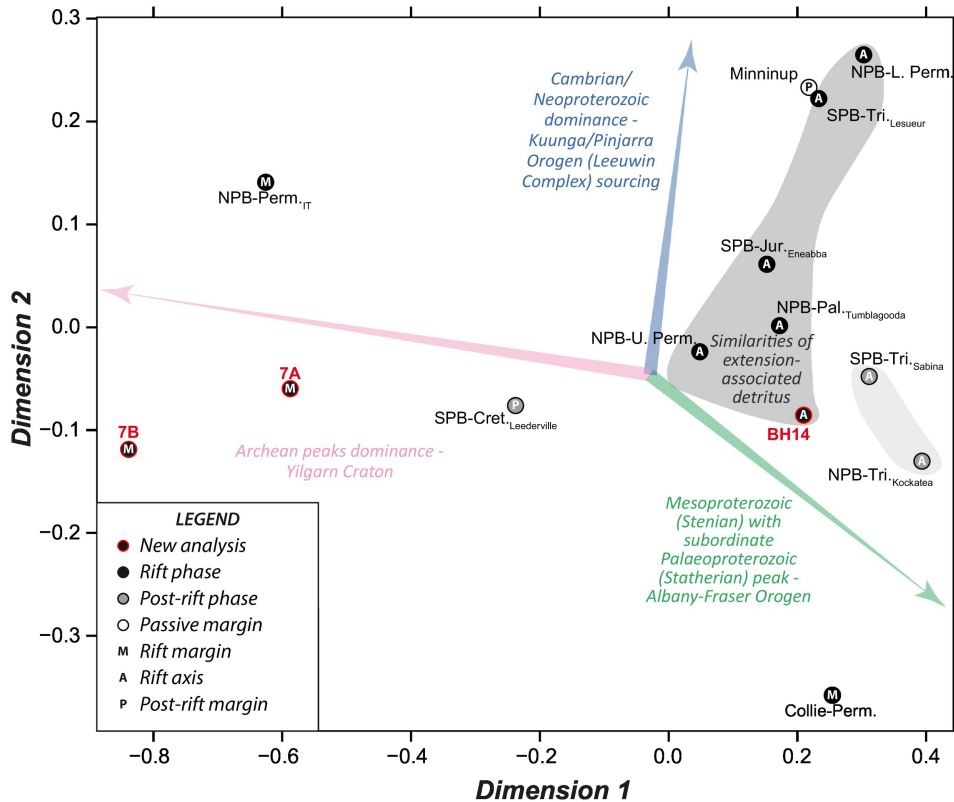 0.3
0.2
0.1
0.0
−0.1
−0.2
−0.3
Dimension 2
−0.8
−0.6
−0.4
−0.2
0.0
0.2
0.4
Dimension 1
Cambrian/
Neoproterozoic
dominance -
Kuunga/Pinjarra
Orogen (Leeuwin
Complex) sourcing
Minninup
P
A
NPB-L. Perm.
A
SPB-Tri.Lesueur
M
NPB-Perm.IT
SPB-Jur.Eneabba
A
NPB-Pal.Tumblagooda
A
NPB-U. Perm.
A
Similarities of
extension-
associated
detritus
SPB-Tri.Sabina
A
7A
M
7B
M
P
SPB-Cret.Leederville
A
BH14
A
NPB-Tri.Kockatea
Archean peaks dominance -
Yilgarn Craton
Mesoproterozoic
(Stenian) with
subordinate
Palaeoproterozoic
(Statherian) peak -
Albany-Fraser Orogen
M
Collie-Perm.
LEGEND
New analysis
Rift phase
Post-rift phase
Passive margin
M Rift margin
A Rift axis
P Post-rift margin